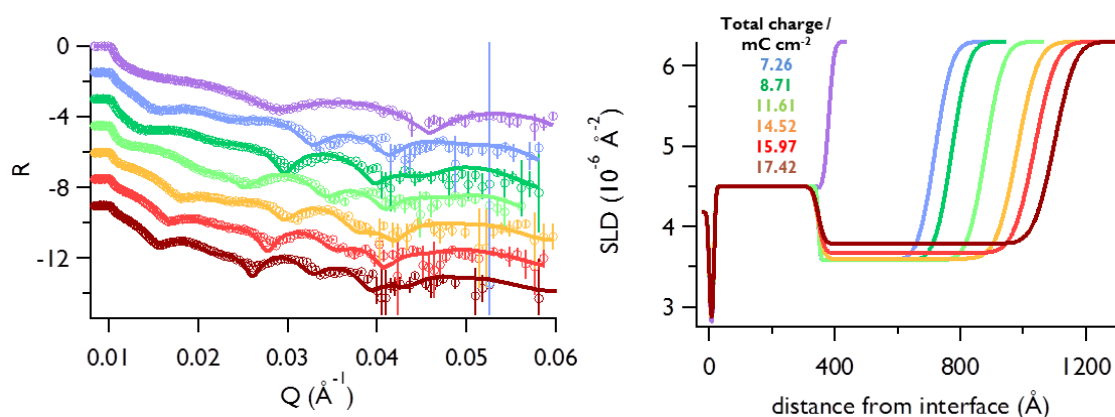 0
-4
-8
-12
R
0.01 0.02 0.03 0.04 0.05 0.06
Q (Å⁻¹)
Total charge /
mC cm⁻²
7.26
8.71
11.61
14.52
15.97
17.42
6
5
4
3
SLD (10⁻⁶ Å⁻²)
0 400 800 1200
distance from interface (Å)